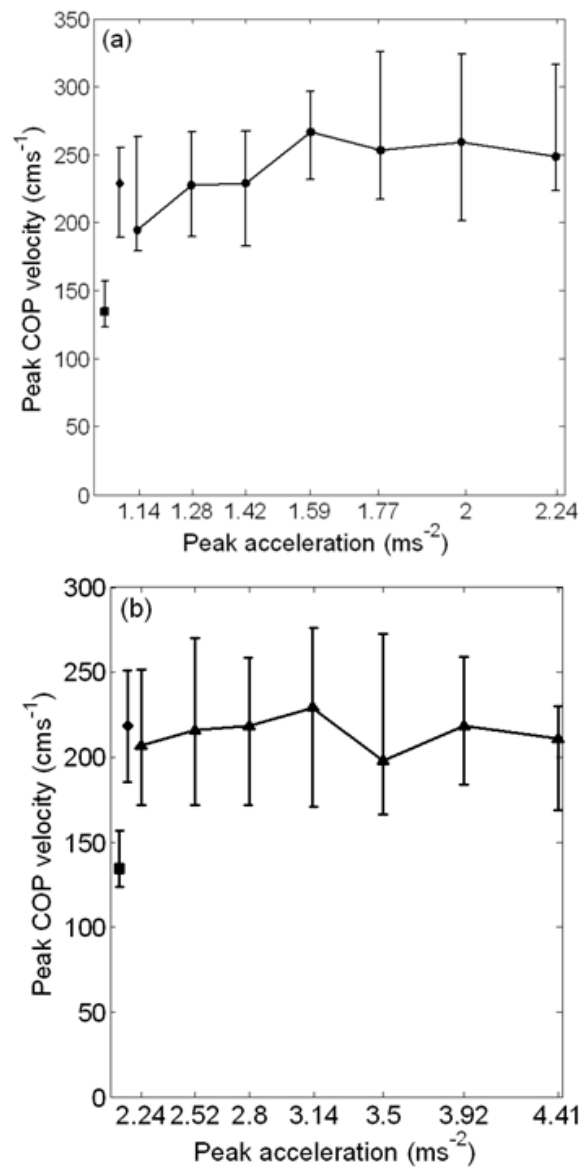 (a)
Peak COP velocity (cms-1)
350
300
250
200
150
100
50
0
1.14 1.28 1.42 1.59 1.77 2 2.24
Peak acceleration (ms-2)
(b)
Peak COP velocity (cms-1)
300
250
200
150
100
50
0
2.24 2.52 2.8 3.14 3.5 3.92 4.41
Peak acceleration (ms-2)